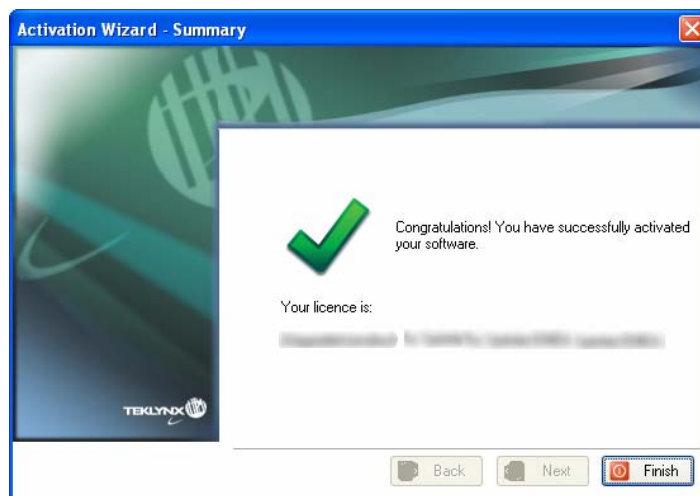 Activation Wizard - Summary
Congratulations! You have successfully activated
your software.
Your licence is:
TEKLYNX
Back
Next
Finish